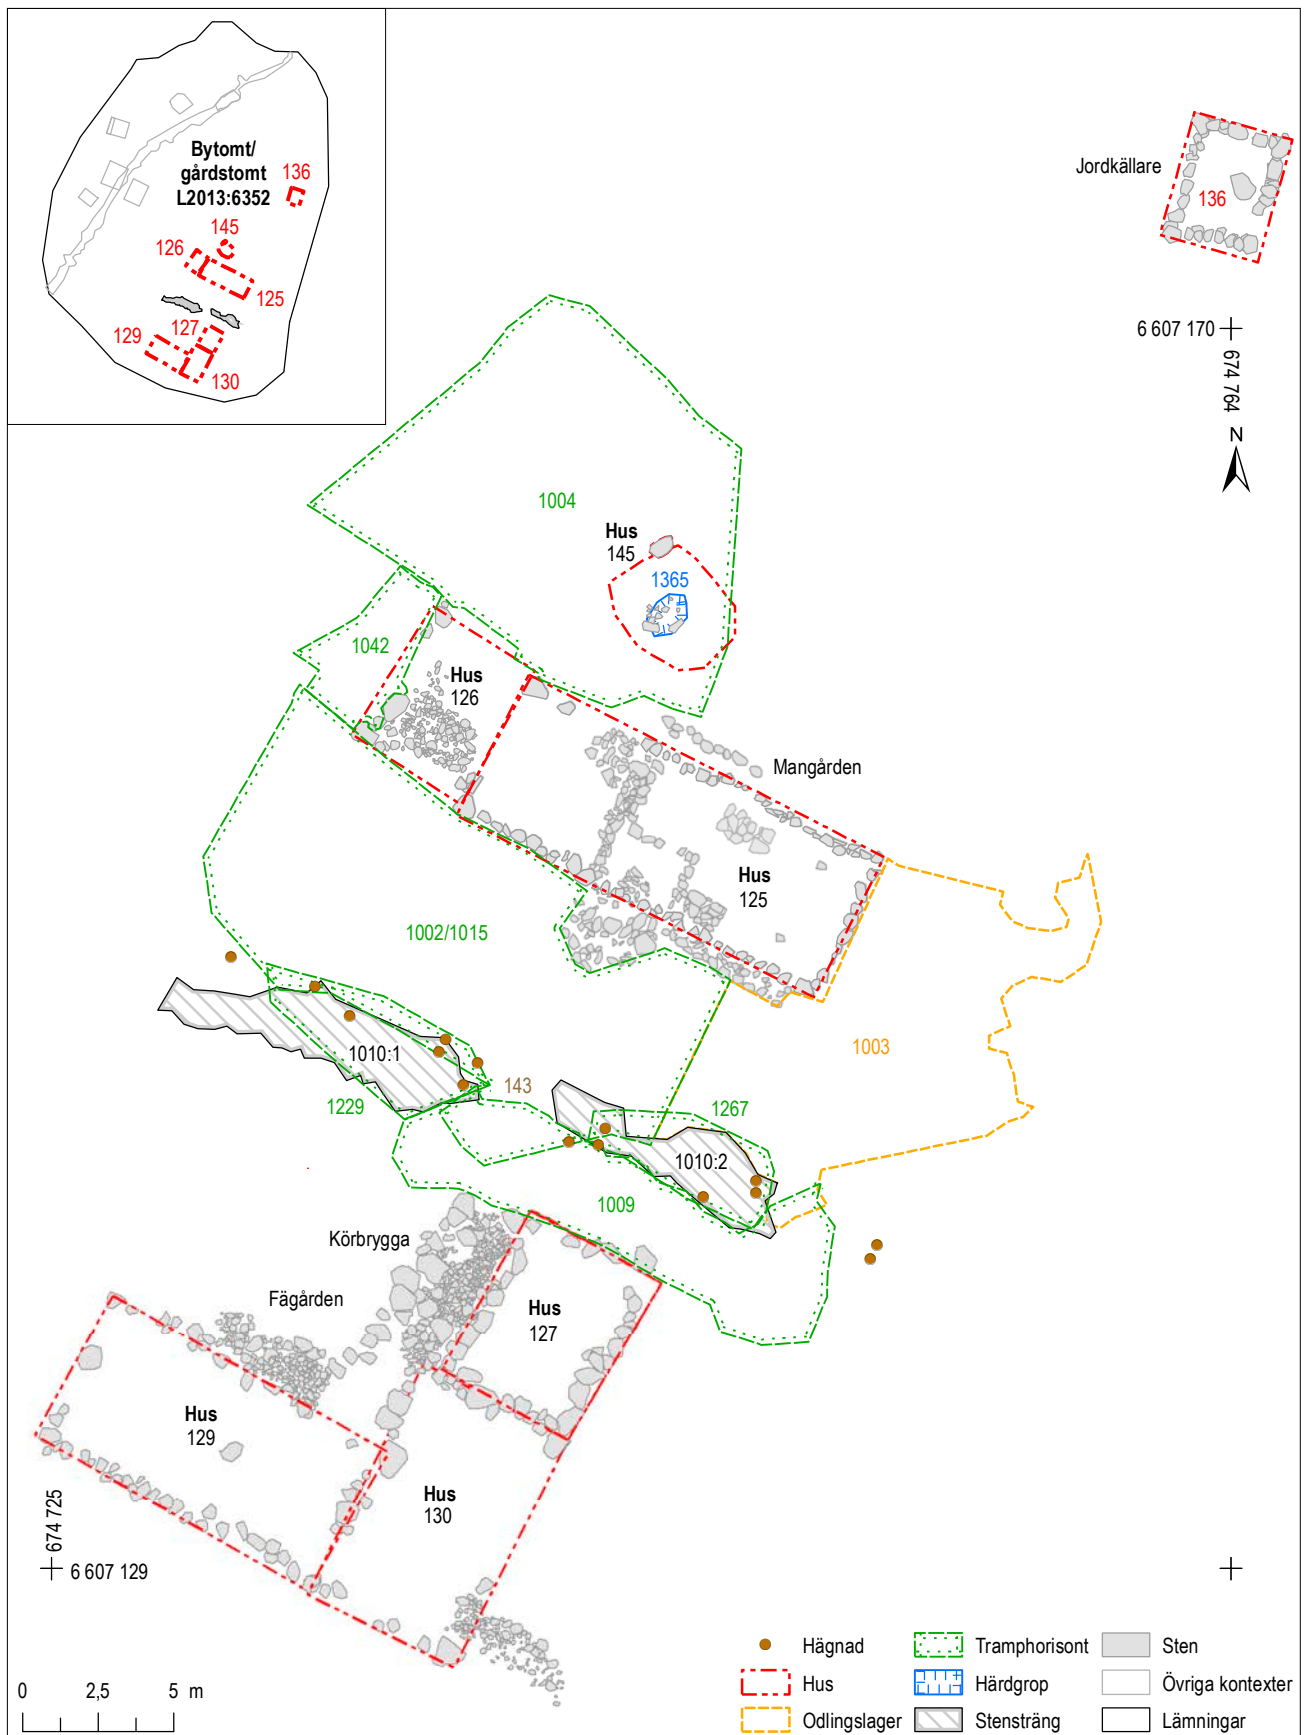 Bytomt/
gårdstomt
L2013:6352
136
145
126
125
127
129
130
Jordkällare
136
6 607 170
674 764
N
1004
Hus
145
1365
1042
Hus
126
Mangården
Hus
125
1002/1015
1003
1010:1
143
1229
1267
1010:2
1009
Körbrygga
Fägården
Hus
127
Hus
129
Hus
130
674 725
6 607 129
0 2,5 5 m
Hägnad
Hus
Odlingslager
Tramphorisont
Härdgrop
Stensträng
Sten
Övriga kontexter
Lämningar